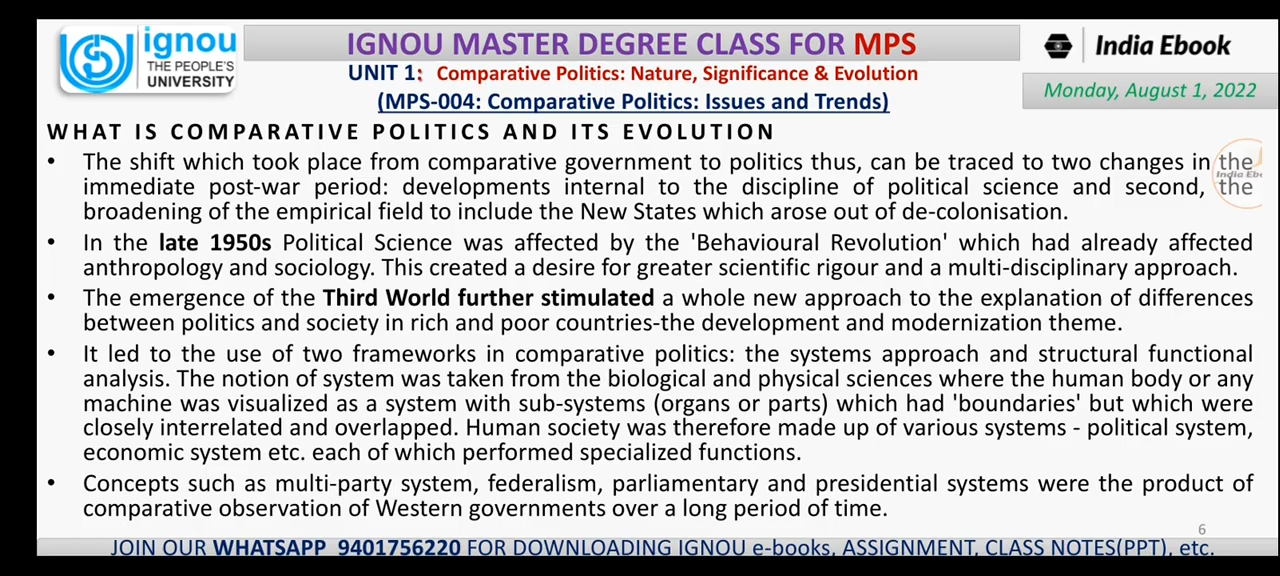 ignou
THE PEOPLE'S
UNIVERSITY
IGNOU MASTER DEGREE CLASS FOR MPS
UNIT 1: Comparative Politics: Nature, Significance & Evolution
(MPS-004: Comparative Politics: Issues and Trends)
India Ebook
Monday, August 1, 2022
WHAT IS COMPARATIVE POLITICS AND ITS EVOLUTION
• The shift which took place from comparative government to politics thus, can be traced to two changes in the
immediate post-war period: developments internal to the discipline of political science and second, the
broadening of the empirical field to include the New States which arose out of de-colonisation.
• In the late 1950s Political Science was affected by the 'Behavioural Revolution' which had already affected
anthropology and sociology. This created a desire for greater scientific rigour and a multi-disciplinary approach.
• The emergence of the Third World further stimulated a whole new approach to the explanation of differences
between politics and society in rich and poor countries-the development and modernization theme.
• It led to the use of two frameworks in comparative politics: the systems approach and structural functional
analysis. The notion of system was taken from the biological and physical sciences where the human body or any
machine was visualized as a system with sub-systems (organs or parts) which had 'boundaries' but which were
closely interrelated and overlapped. Human society was therefore made up of various systems - political system,
economic system etc. each of which performed specialized functions.
• Concepts such as multi-party system, federalism, parliamentary and presidential systems were the product of
comparative observation of Western governments over a long period of time.
6
JOIN OUR WHATSAPP 9401756220 FOR DOWNLOADING IGNOU e-books, ASSIGNMENT, CLASS NOTES(PPT), etc.